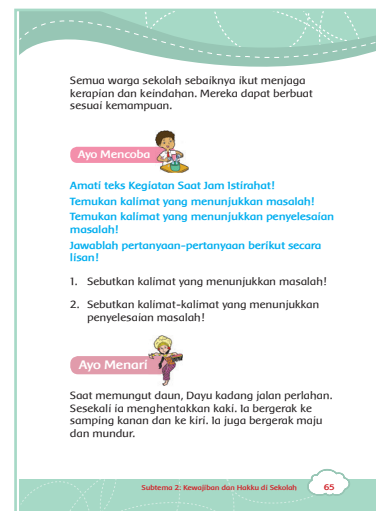 Semua warga sekolah sebaiknya ikut menjaga
kerapian dan keindahan. Mereka dapat berbuat
sesuai kemampuan.
Ayo Mencoba
Amati teks Kegiatan Saat Jam Istirahat!
Temukan kalimat yang menunjukkan masalah!
Temukan kalimat yang menunjukkan penyelesaian
masalah!
Jawablah pertanyaan-pertanyaan berikut secara
lisan!
1. Sebutkan kalimat yang menunjukkan masalah!
2. Sebutkan kalimat-kalimat yang menunjukkan
penyelesaian masalah!
Ayo Menari
Saat memungut daun, Dayu kadang jalan perlahan.
Sesekali ia menghentakkan kaki. Ia bergerak ke
samping kanan dan ke kiri. Ia juga bergerak maju
dan mundur.
Subtema 2: Kewajiban dan Hakku di Sekolah 65